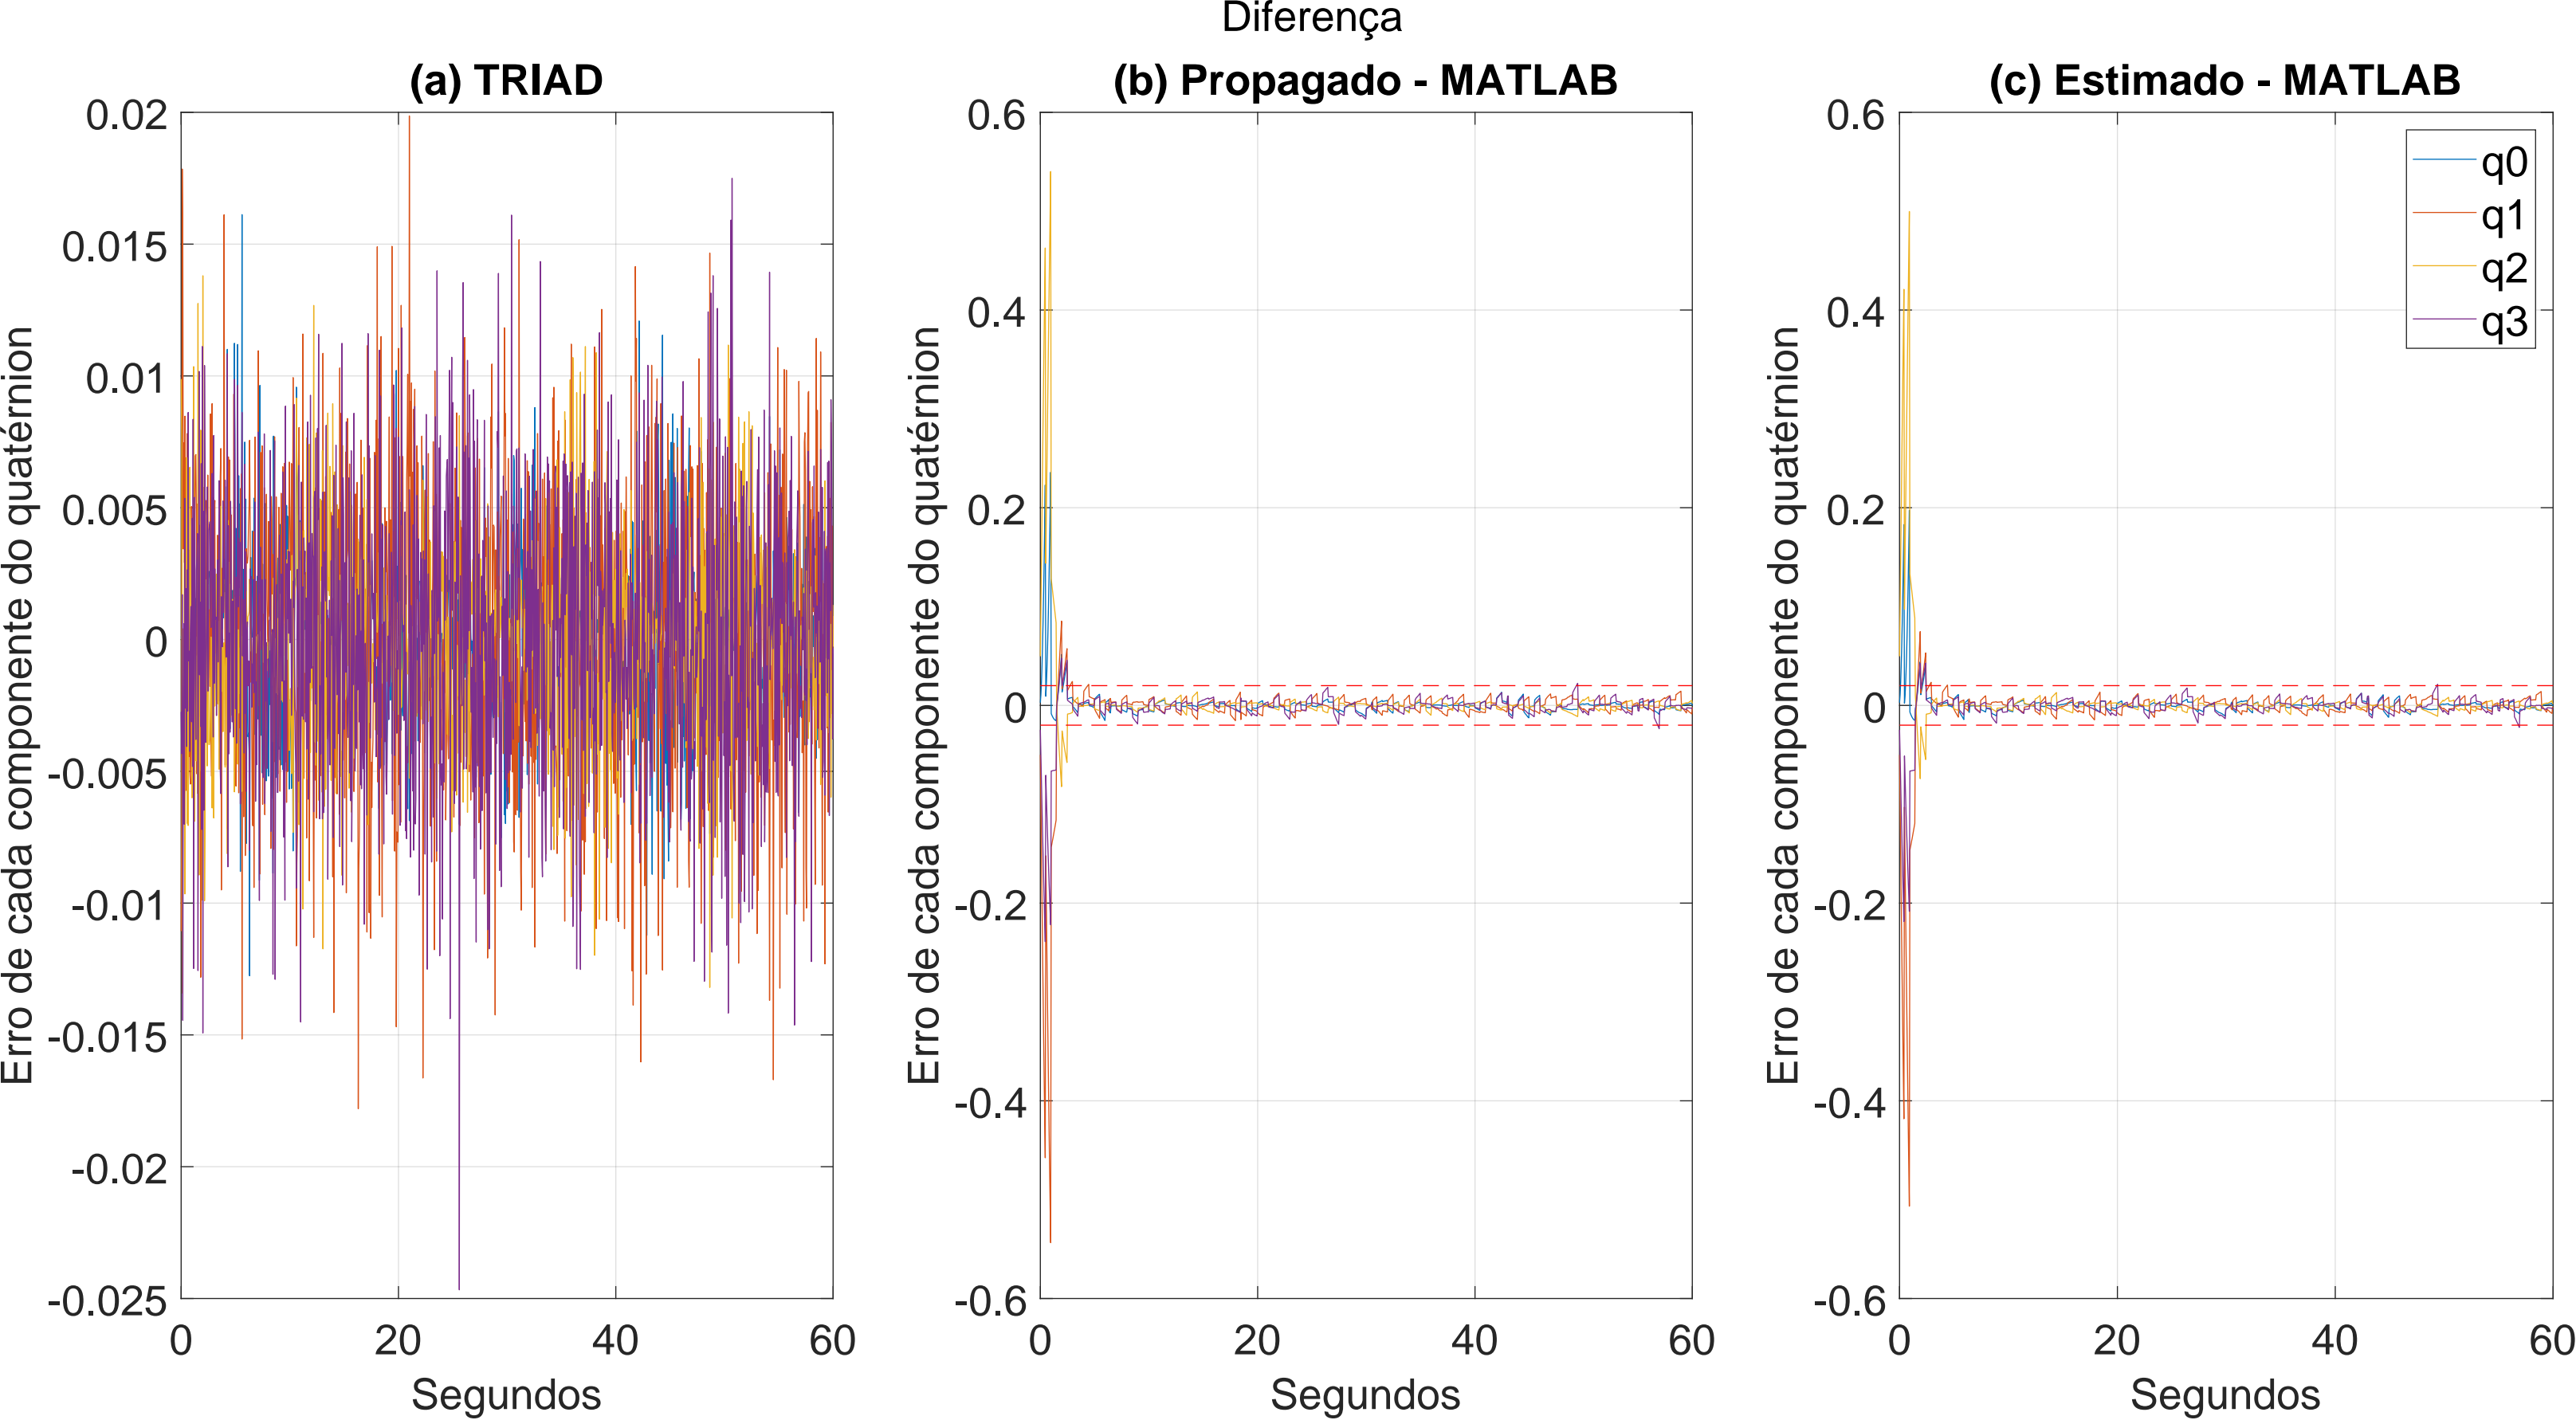 Diferença
(a) TRIAD
Erro de cada componente do quatérnion
0.02
0.015
0.01
0.005
0
-0.005
-0.01
-0.015
-0.02
-0.025
0 20 40 60
Segundos
(b) Propagado - MATLAB
Erro de cada componente do quatérnion
0.6
0.4
0.2
0
-0.2
-0.4
-0.6
0 20 40 60
Segundos
(c) Estimado - MATLAB
Erro de cada componente do quatérnion
0.6
0.4
0.2
0
-0.2
-0.4
-0.6
0 20 40 60
Segundos
q0
q1
q2
q3